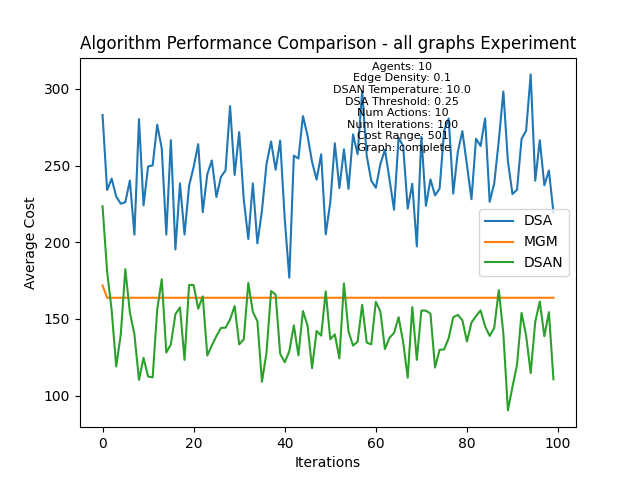 Algorithm Performance Comparison - all graphs Experiment
Agents: 10
Edge Density: 0.1
DSAN Temperature: 10.0
DSA Threshold: 0.25
Num Actions: 10
Num Iterations: 100
Cost Range: 501
Graph: complete
Average Cost
300
250
200
150
100
DSA
MGM
DSAN
0
20
40
60
80
100
Iterations